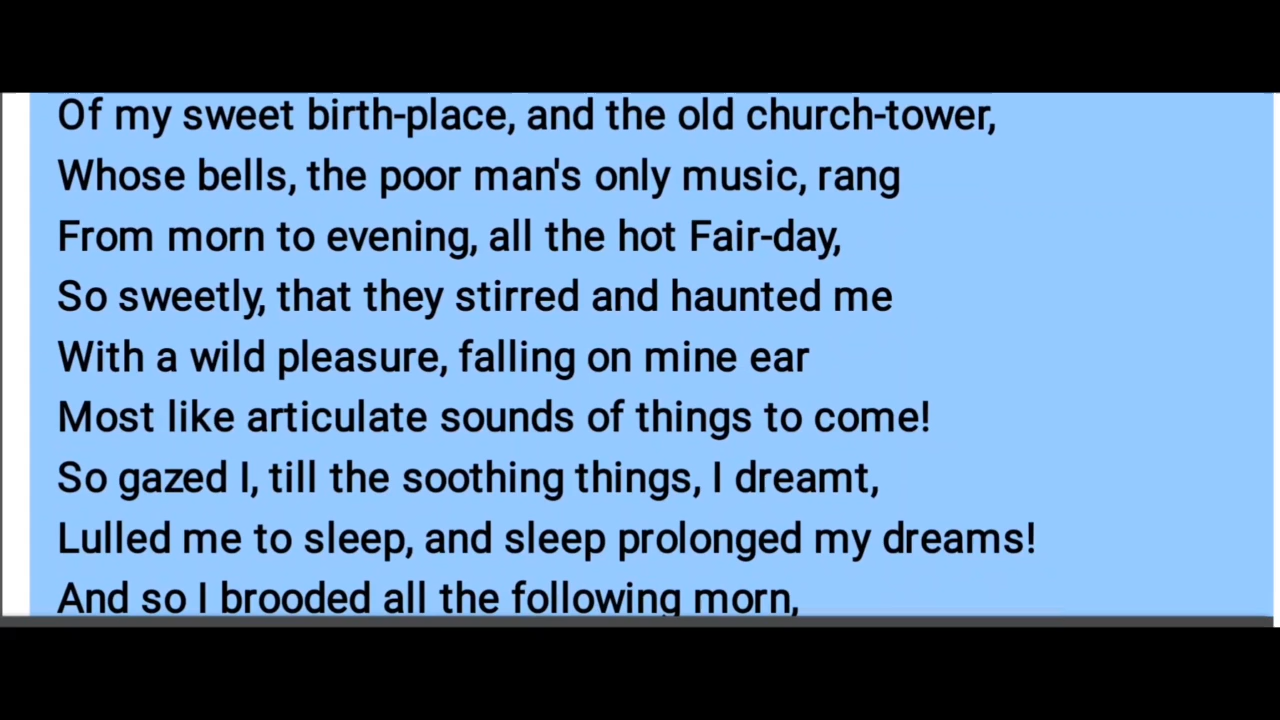 Of my sweet birth-place, and the old church-tower,
Whose bells, the poor man's only music, rang
From morn to evening, all the hot Fair-day,
So sweetly, that they stirred and haunted me
With a wild pleasure, falling on mine ear
Most like articulate sounds of things to come!
So gazed I, till the soothing things, I dreamt,
Lulled me to sleep, and sleep prolonged my dreams!
And so I brooded all the following morn,